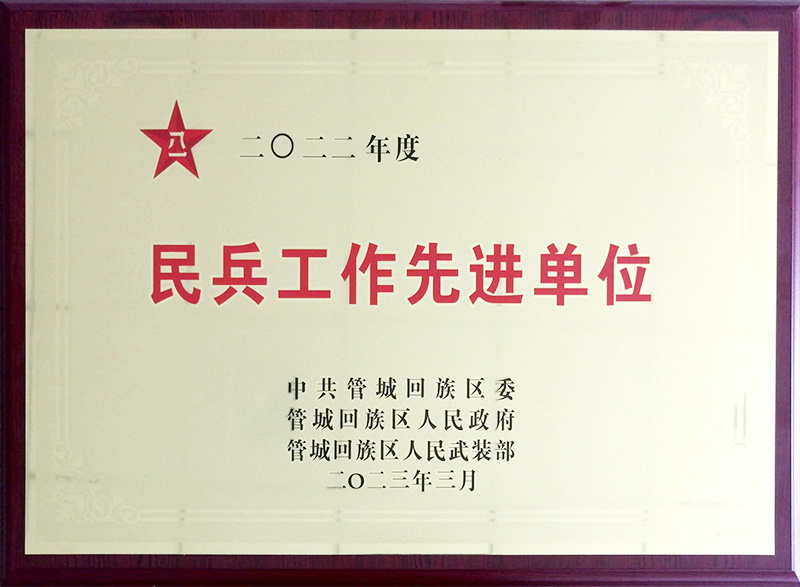 八一
二〇二二年度
民兵工作先进单位
中共管城回族区委
管城回族区人民政府
管城回族区人民武装部
二〇二三年三月